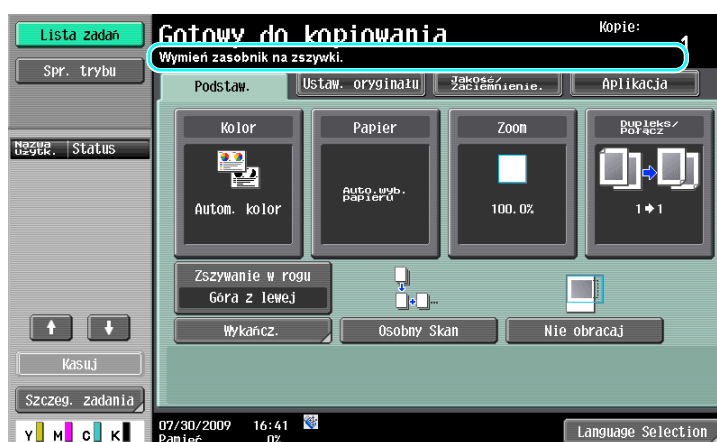 Lista zadań
Spr. trybu
Nazwa użytk.
Status
Kasuj
Szczeg. zadania
Y M C K
Gotowy do kopiowania
Kopie:
1
Wymień zasobnik na zszywki.
Podstaw.
Ustaw. oryginału
Jakość/
Zaciemnienie.
Aplikacja
Kolor
Papier
Zoom
Dupleks/
Połącz
Autom. kolor
Auto.wyb.
papieru
100.0%
1 → 1
Zszywanie w rogu
Góra z lewej
Wykańcz.
Osobny Skan
Nie obracaj
07/30/2009 16:41
Pamięć 0%
Language Selection